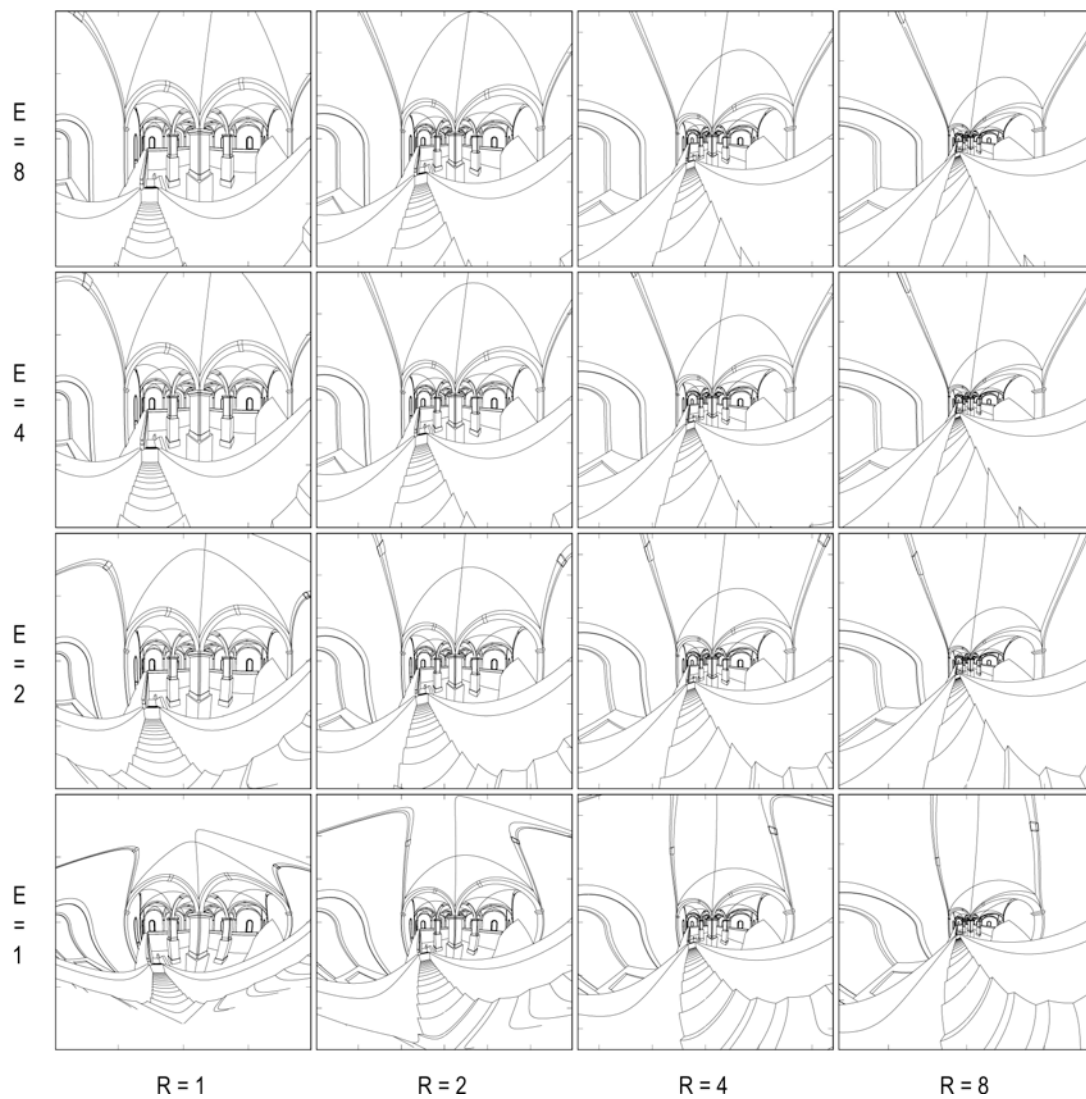 E
=
8
E
=
4
E
=
2
E
=
1
R = 1 R = 2 R = 4 R = 8